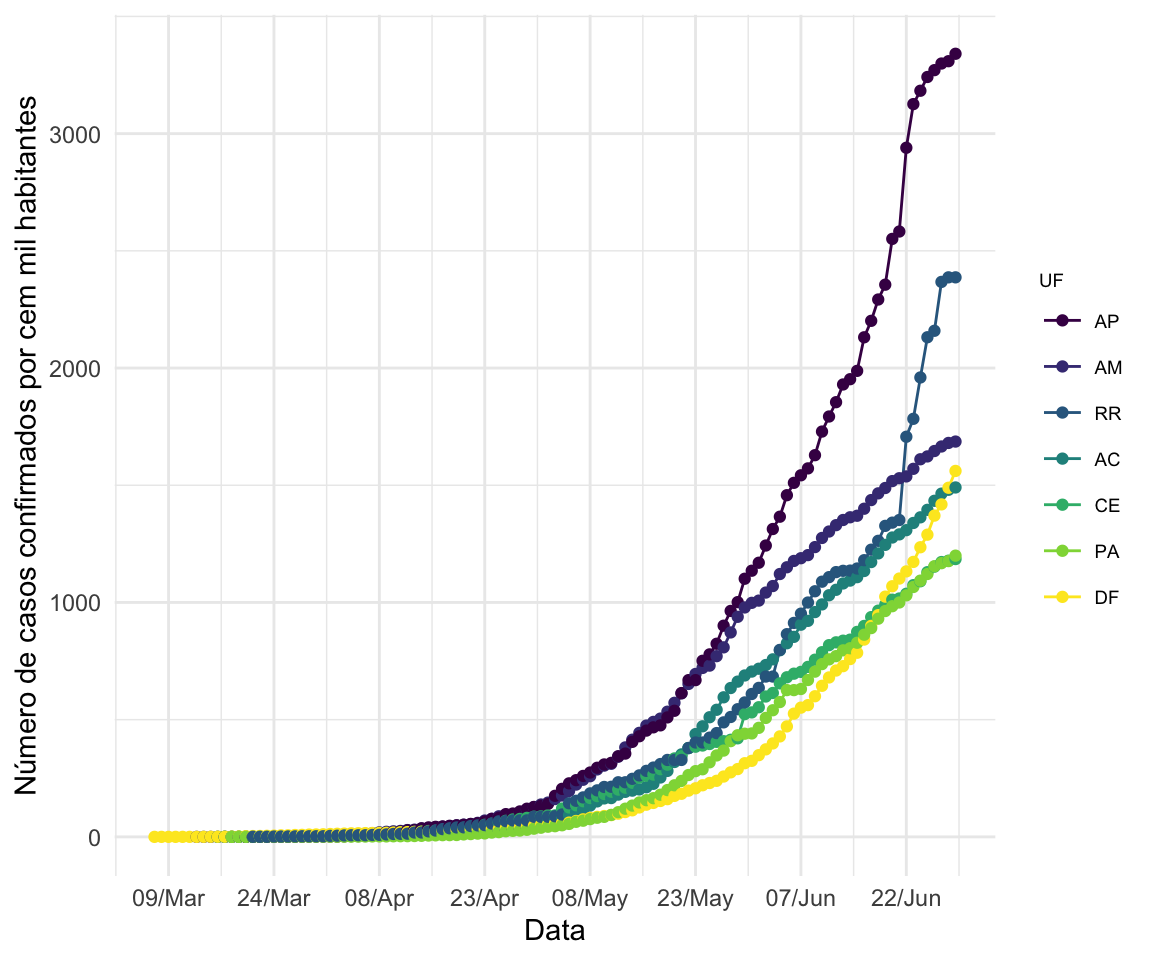 Número de casos confirmados por cem mil habitantes
3000
2000
1000
0
09/Mar
24/Mar
08/Apr
23/Apr
08/May
23/May
07/Jun
22/Jun
Data
UF
AP
AM
RR
AC
CE
PA
DF